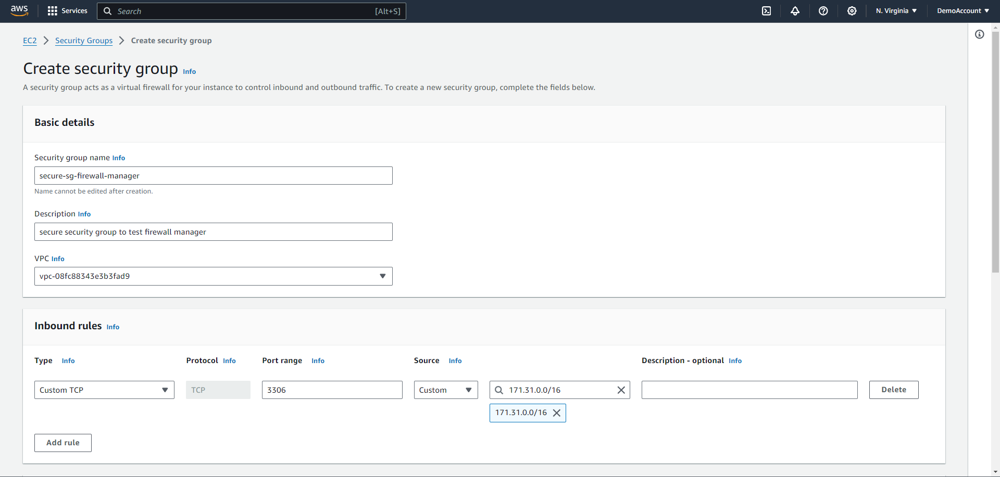 aws Services Search [Alt+S] N. Virginia DemoAccount
EC2 Security Groups Create security group
Create security group Info
A security group acts as a virtual firewall for your instance to control inbound and outbound traffic. To create a new security group, complete the fields below.
Basic details
Security group name Info
secure-sg-firewall-manager
Name cannot be edited after creation.
Description Info
secure security group to test firewall manager
VPC Info
vpc-08fc88343e3b3fad9
Inbound rules Info
Type Info Protocol Info Port range Info Source Info Description - optional Info
Custom TCP TCP 3306 Custom 171.31.0.0/16 Delete
171.31.0.0/16
Add rule